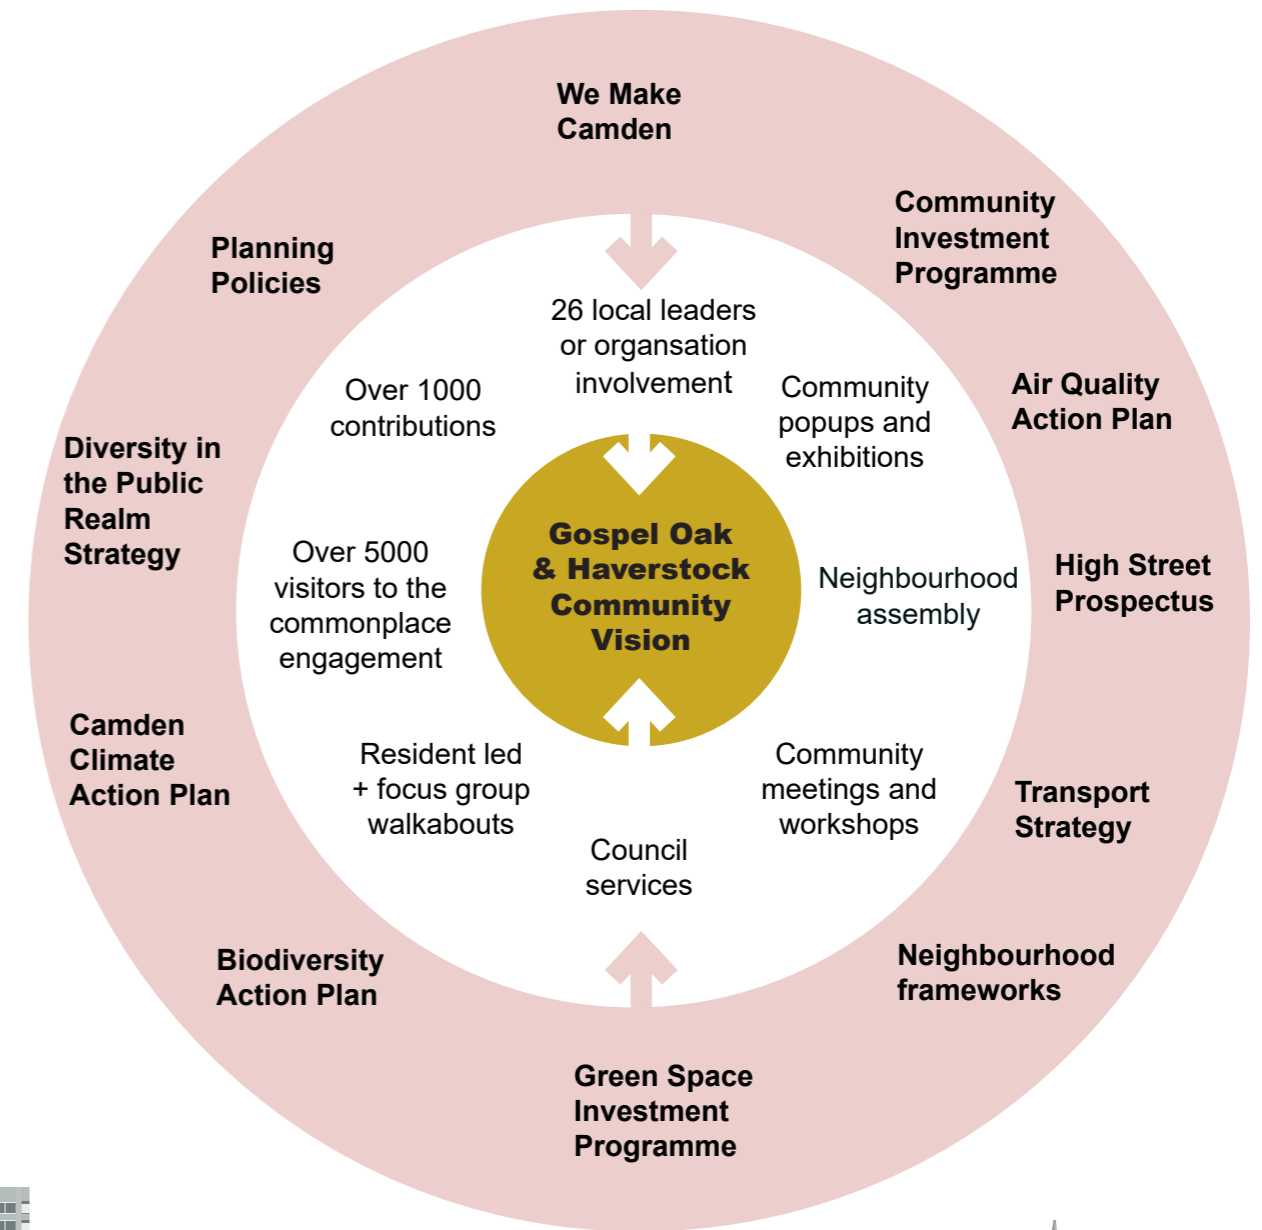 We Make
Camden
Community
Investment
Programme
Air Quality
Action Plan
High Street
Prospectus
Transport
Strategy
Neighbourhood
frameworks
Green Space
Investment
Programme
Biodiversity
Action Plan
Camden
Climate
Action Plan
Diversity in
the Public
Realm
Strategy
Planning
Policies
26 local leaders
or organsation
involvement
Community
popups and
exhibitions
Neighbourhood
assembly
Community
meetings and
workshops
Council
services
Resident led
+ focus group
walkabouts
Over 5000
visitors to the
commonplace
engagement
Over 1000
contributions
Gospel Oak
& Haverstock
Community
Vision